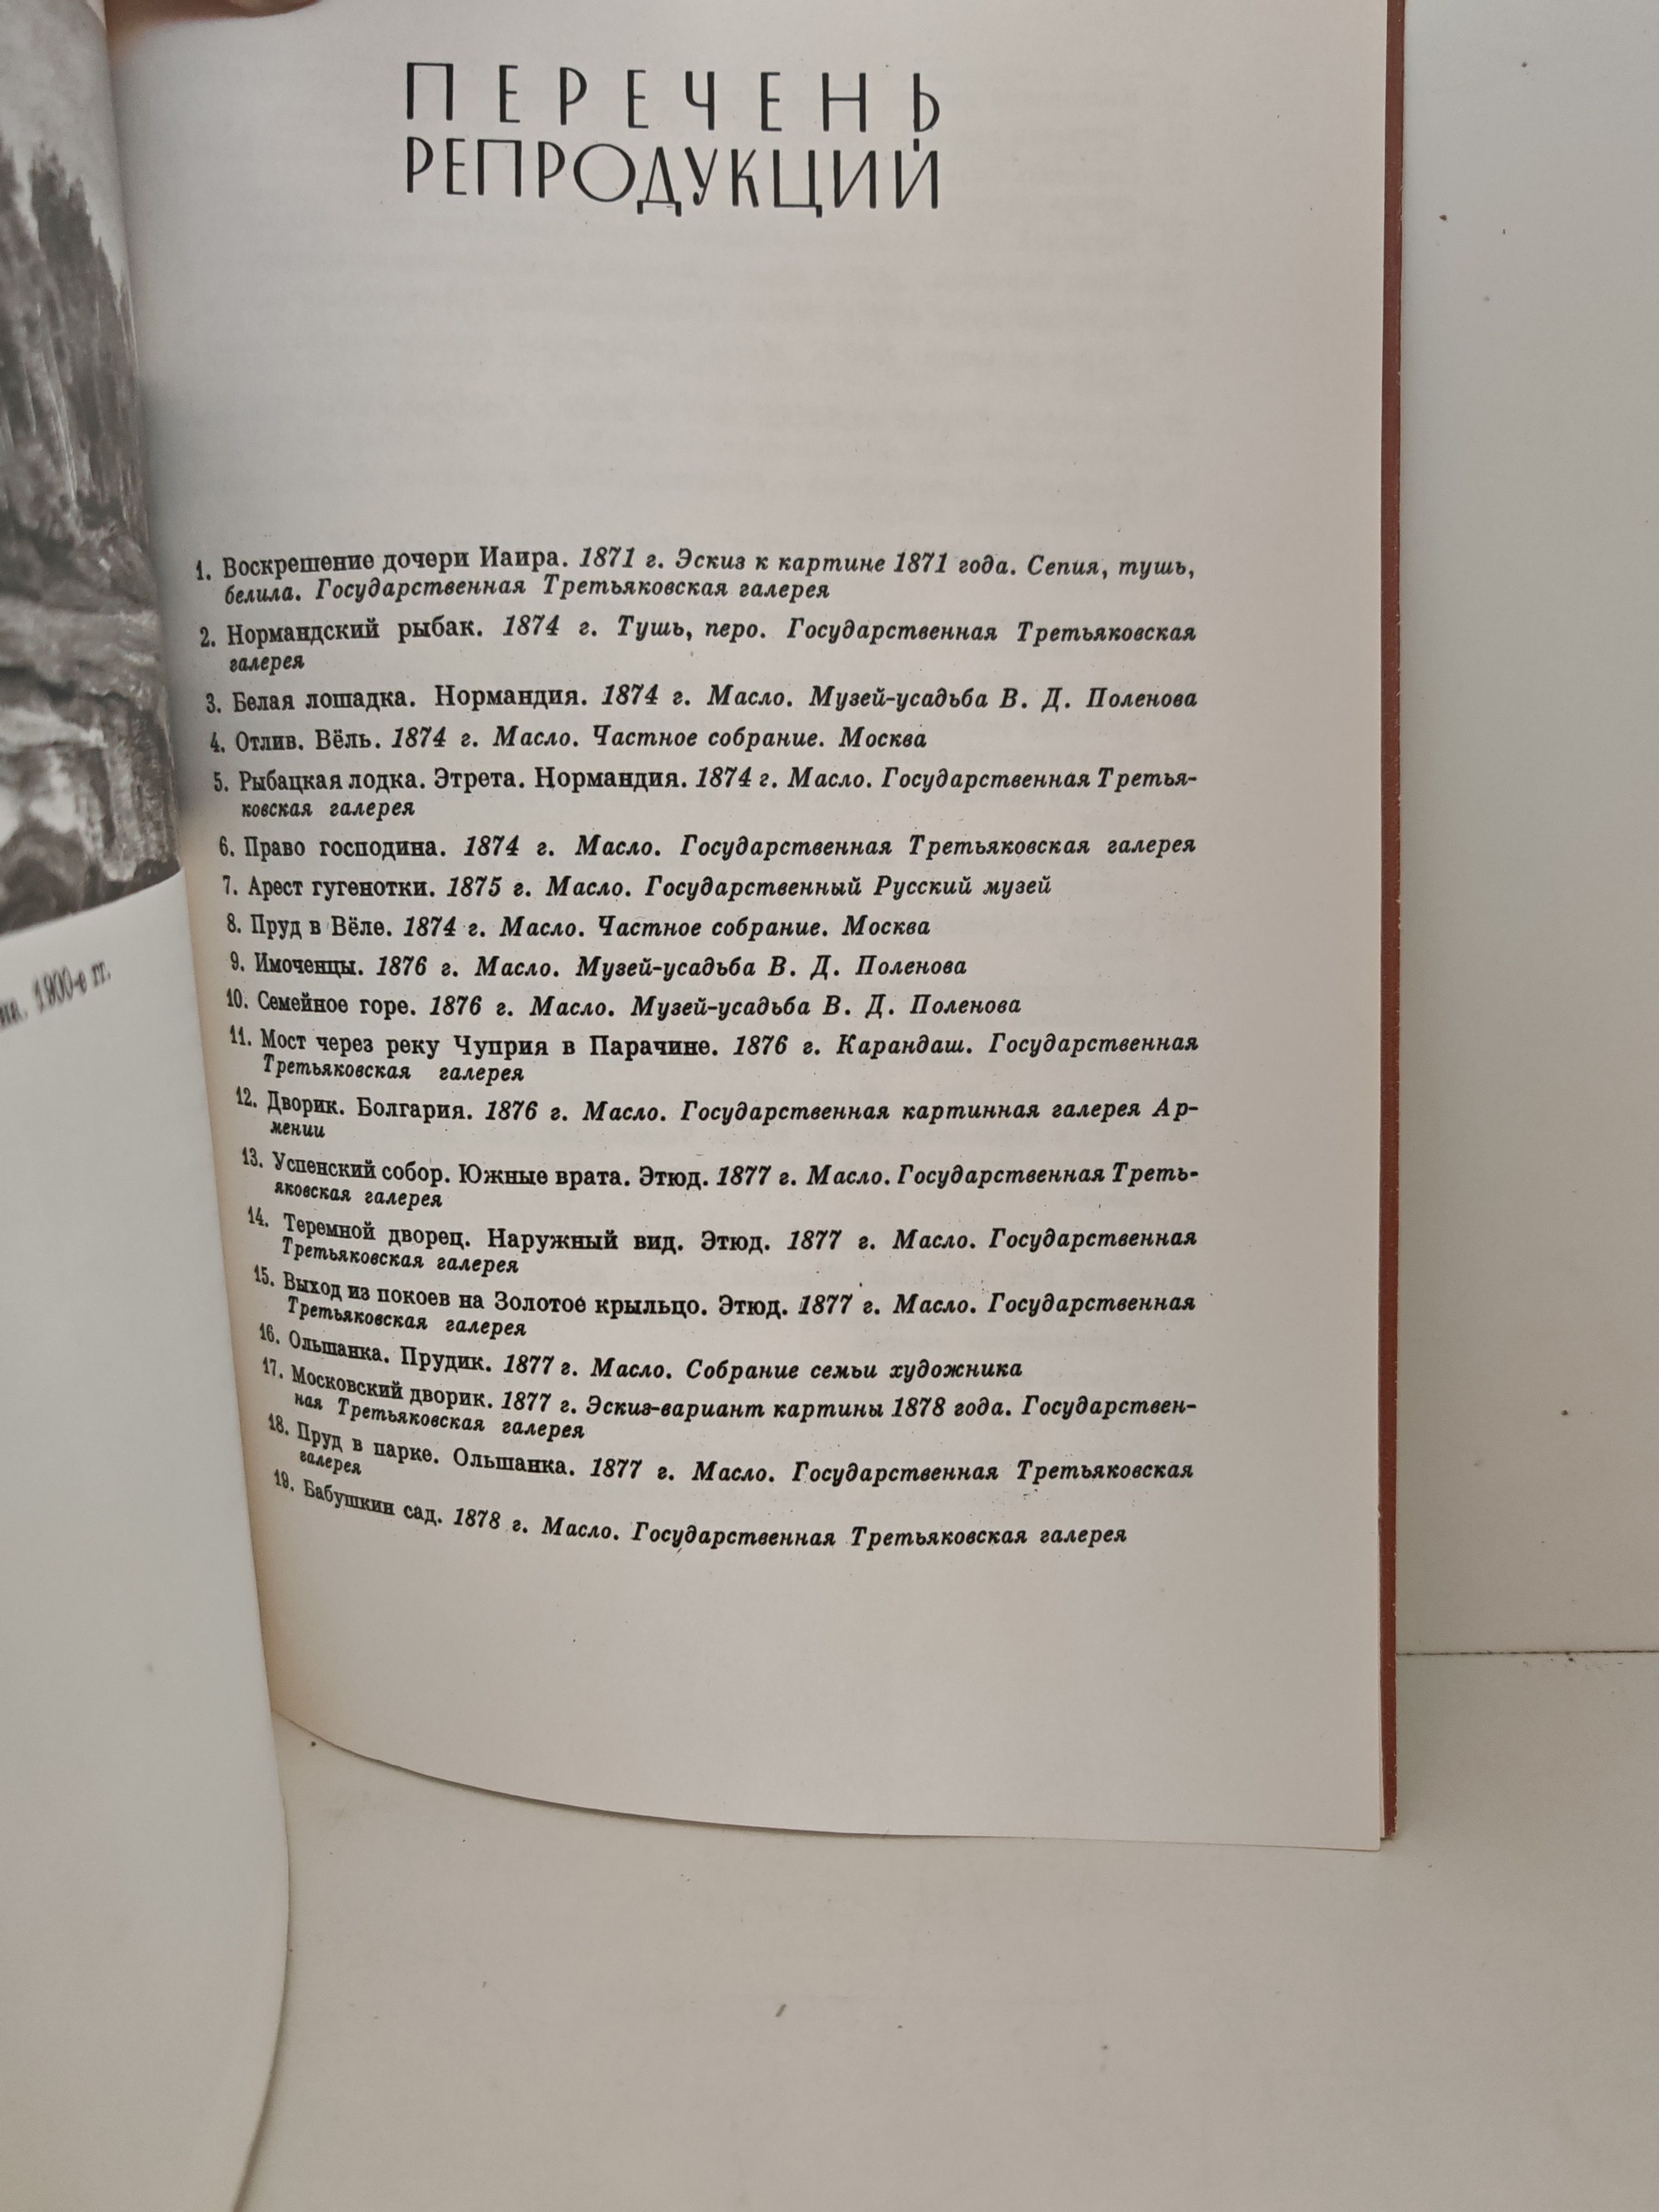 ПЕРЕЧЕНЬ
РЕПРОДУКЦИЙ
1. Воскрешение дочери Иаира. 1871 г. Эскиз к картине 1871 года. Сепия, тушь,
белила. Государственная Третьяковская галерея
2. Нормандский рыбак. 1874 г. Тушь, перо. Государственная Третьяковская
галерея
3. Белая лошадка. Нормандия. 1874 г. Масло. Музей-усадьба В. Д. Поленова
4. Отлив. Вёль. 1874 г. Масло. Частное собрание. Москва
5. Рыбацкая лодка. Этрета. Нормандия. 1874 г. Масло. Государственная Третья-
ковская галерея
6. Право господина. 1874 г. Масло. Государственная Третьяковская галерея
7. Арест гугенотки. 1875 г. Масло. Государственный Русский музей
8. Пруд в Вёле. 1874 г. Масло. Частное собрание. Москва
9. Имоченцы. 1876 г. Масло. Музей-усадьба В. Д. Поленова
10. Семейное горе. 1876 г. Масло. Музей-усадьба В. Д. Поленова
11. Мост через реку Чуприя в Парачине. 1876 г. Карандаш. Государственная
Третьяковская галерея
12. Дворик. Болгария. 1876 г. Масло. Государственная картинная галерея Ар-
мении
13. Успенский собор. Южные врата. Этюд. 1877 г. Масло. Государственная Треть-
яковская галерея
14. Теремной дворец. Наружный вид. Этюд. 1877 г. Масло. Государственная
Третьяковская галерея
15. Выход из покоев на Золотое крыльцо. Этюд. 1877 г. Масло. Государственная
Третьяковская галерея
16. Ольшанка. Прудик. 1877 г. Масло. Собрание семьи художника
17. Московский дворик. 1877 г. Эскиз-вариант картины 1878 года. Государствен-
ная Третьяковская галерея
18. Пруд в парке. Ольшанка. 1877 г. Масло. Государственная Третьяковская
галерея
19. Бабушкин сад. 1878 г. Масло. Государственная Третьяковская галерея
1900-е гг.